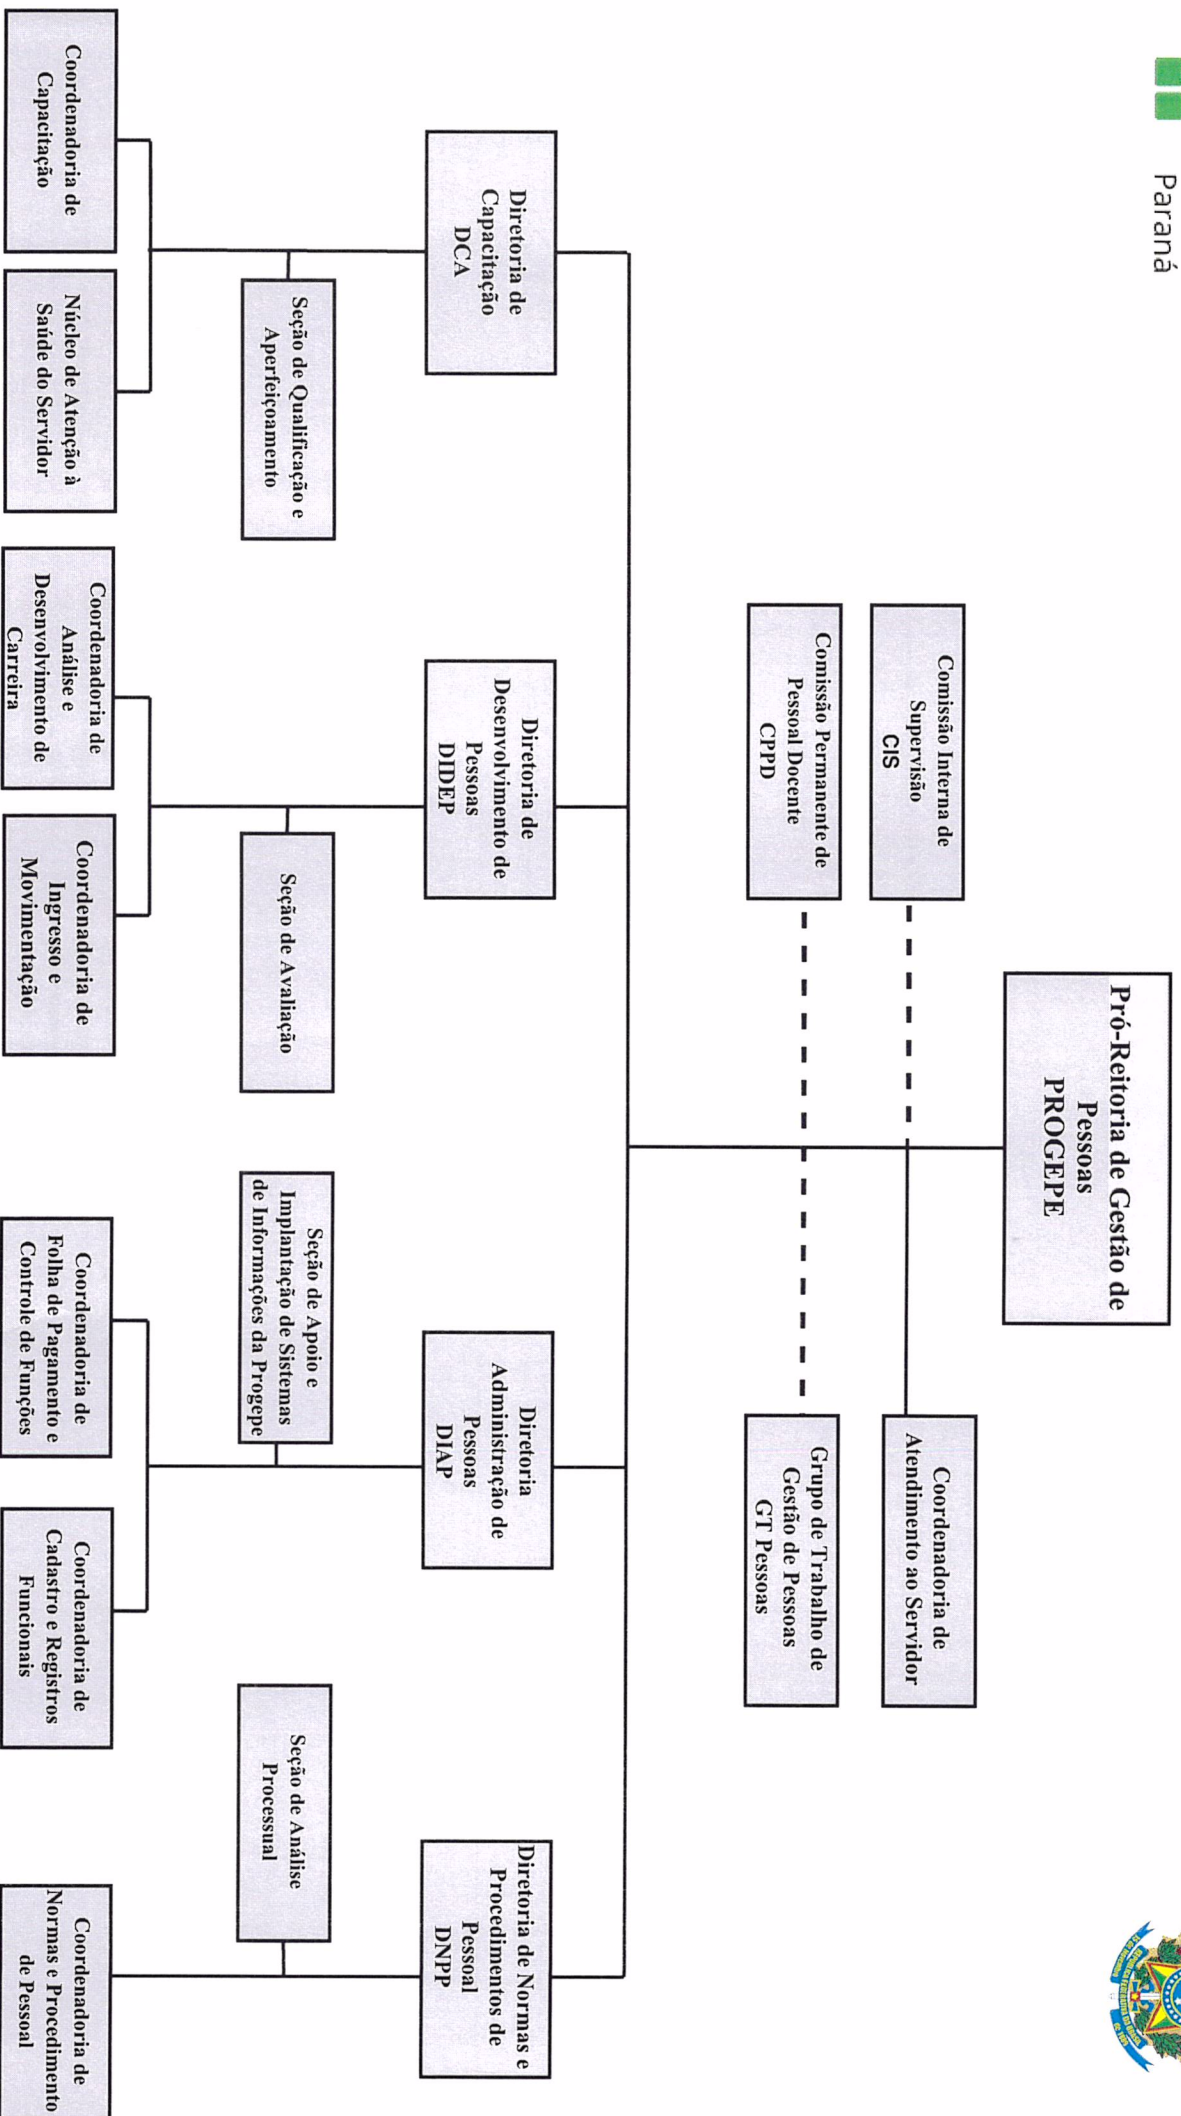 Paraná
Pró-Reitoria de Gestão de
Pessoas
PROGEPE
Comissão Interna de
Supervisão
CIS
Coordenadoria de
Atendimento ao Servidor
Comissão Permanente de
Pessoal Docente
CPPD
Grupo de Trabalho de
Gestão de Pessoas
GT Pessoas
Diretoria de
Capacitação
DCA
Diretoria de
Desenvolvimento de
Pessoas
DIDEP
Diretoria
Administração de
Pessoas
DIAP
Diretoria de Normas e
Procedimentos de
Pessoal
DNPP
Seção de Qualificação e
Aperfeiçoamento
Seção de Avaliação
Seção de Apoio e
Implantação de Sistemas
de Informações da Progepe
Seção de Análise
Processual
Coordenadoria de
Capacitação
Núcleo de Atenção à
Saúde do Servidor
Coordenadoria de
Análise e
Desenvolvimento de
Carreira
Coordenadoria de
Ingresso e
Movimentação
Coordenadoria de
Folha de Pagamento e
Controle de Funções
Coordenadoria de
Cadastro e Registros
Funcionais
Coordenadoria de
Normas e Procedimento
de Pessoal